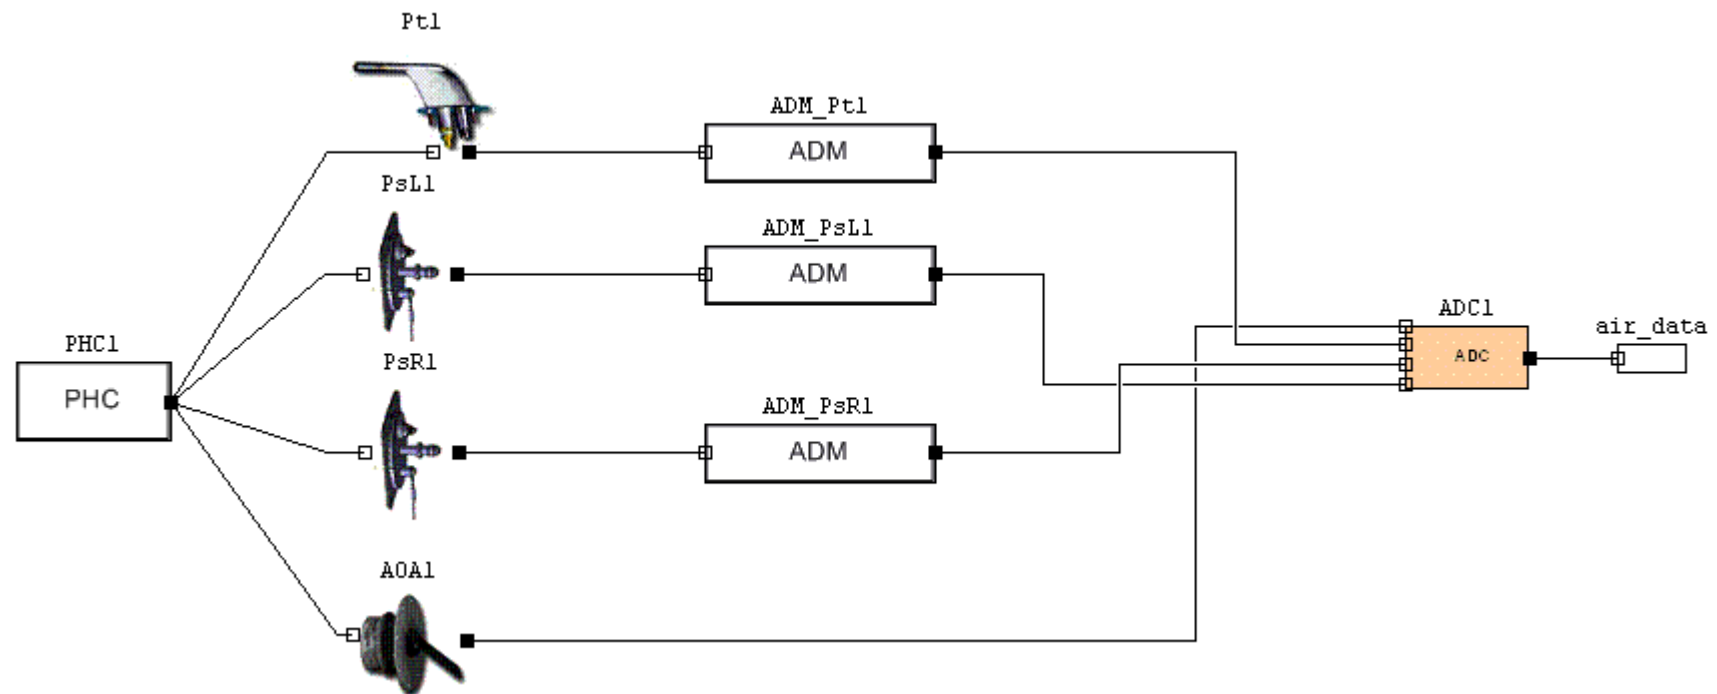 Pt1
ADM_Pt1
ADM
PsL1
ADM_PsL1
ADM
PHC1
PHC
PsR1
ADM_PsR1
ADM
ADC1
ADC
air_data
AOA1